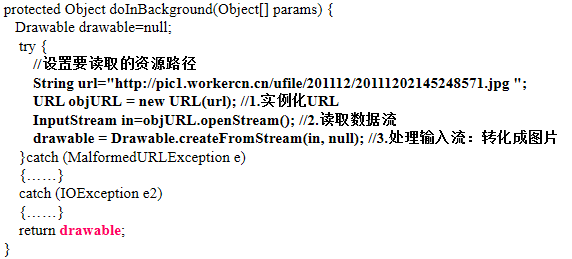 protected Object doInBackground(Object[] params) {
Drawable drawable=null;
try {
//设置要读取的资源路径
String url="http://pic1.workercn.cn/ufile/201112/20111202145248571.jpg ";
URL objURL = new URL(url); //1.实例化URL
InputStream in=objURL.openStream(); //2.读取数据流
drawable = Drawable.createFromStream(in, null); //3.处理输入流：转化成图片
}catch (MalformedURLException e)
{……}
catch (IOException e2)
{……}
return drawable;
}